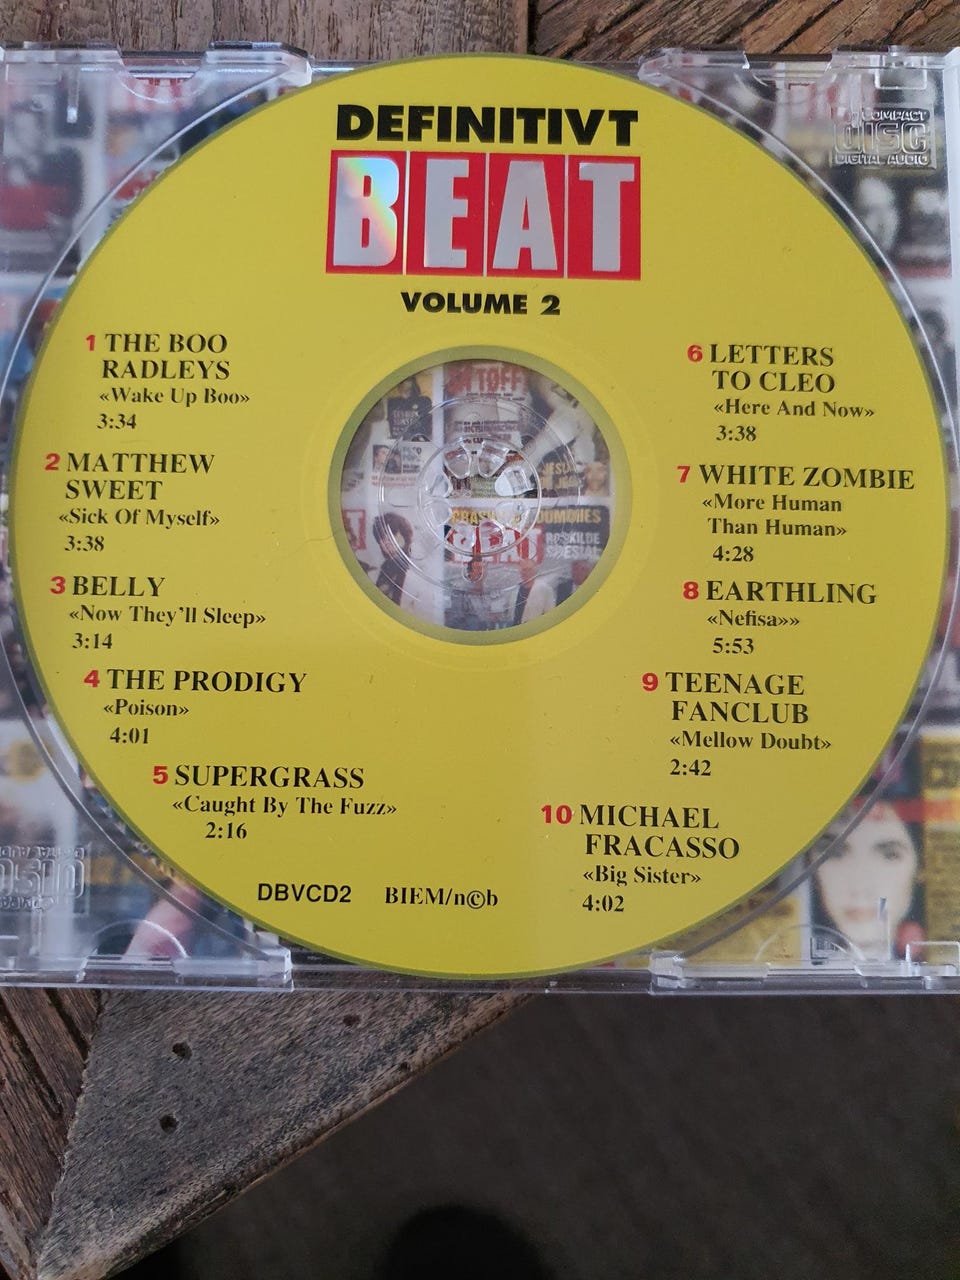 DEFINITIVT
BEAT
VOLUME 2
1 THE BOO
RADLEYS
«Wake Up Boo»
3:34
2 MATTHEW
SWEET
«Sick Of Myself»
3:38
3 BELLY
«Now They'll Sleep»
3:14
4 THE PRODIGY
«Poison»
4:01
5 SUPERGRASS
«Caught By The Fuzz»
2:16
6 LETTERS
TO CLEO
«Here And Now»
3:38
7 WHITE ZOMBIE
«More Human
Than Human»
4:28
8 EARTHLING
«Nefisa»»
5:53
9 TEENAGE
FANCLUB
«Mellow Doubt»
2:42
10 MICHAEL
FRACASSO
«Big Sister»
4:02
DBVCD2 BIEM/n©b
COMPACT
disc
DIGITAL AUDIO
BEAT